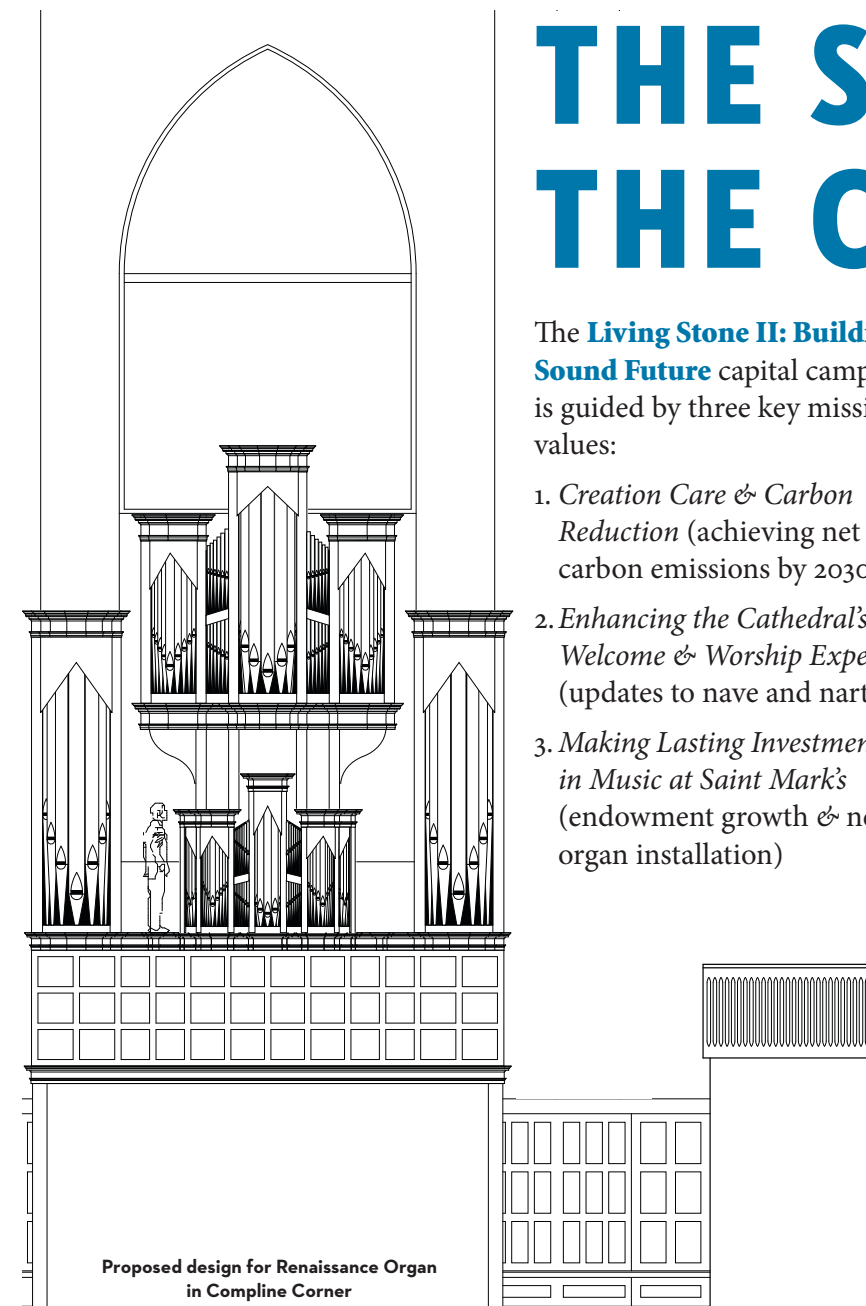 THE S
THE
The Living Stone II: Build
Sound Future capital camp
is guided by three key missi
values:
1. Creation Care & Carbon
Reduction (achieving net
carbon emissions by 2030
2. Enhancing the Cathedral’s
Welcome & Worship Expe
(updates to nave and nart
3. Making Lasting Investmen
in Music at Saint Mark’s
(endowment growth & ne
organ installation)
Proposed design for Renaissance Organ
in Compline Corner